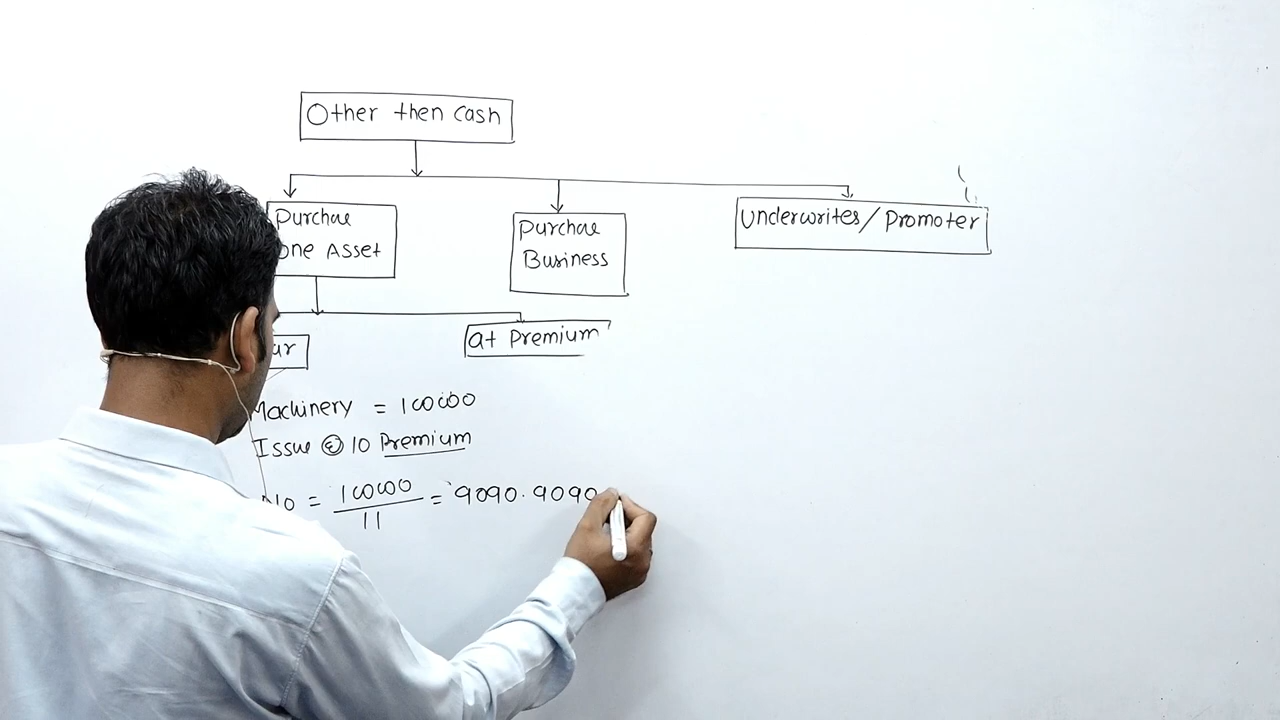 Other then cash
Purchae
one Asset
Purchae
Business
Underwrites/Promoter
at Premium
Machinery = 100000
Issue @ 10 Premium
No = 100000
11
= 9090.9090